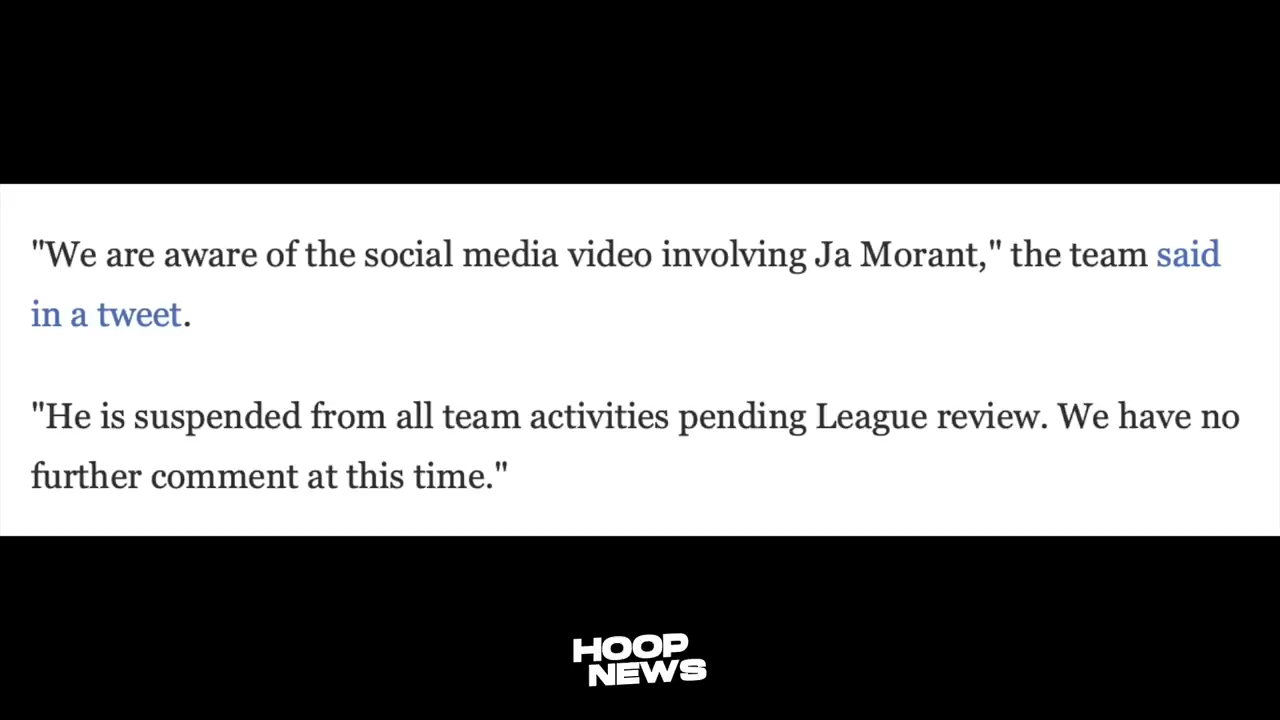 "We are aware of the social media video involving Ja Morant," the team said
in a tweet.
"He is suspended from all team activities pending League review. We have no
further comment at this time."
HOOP
NEWS